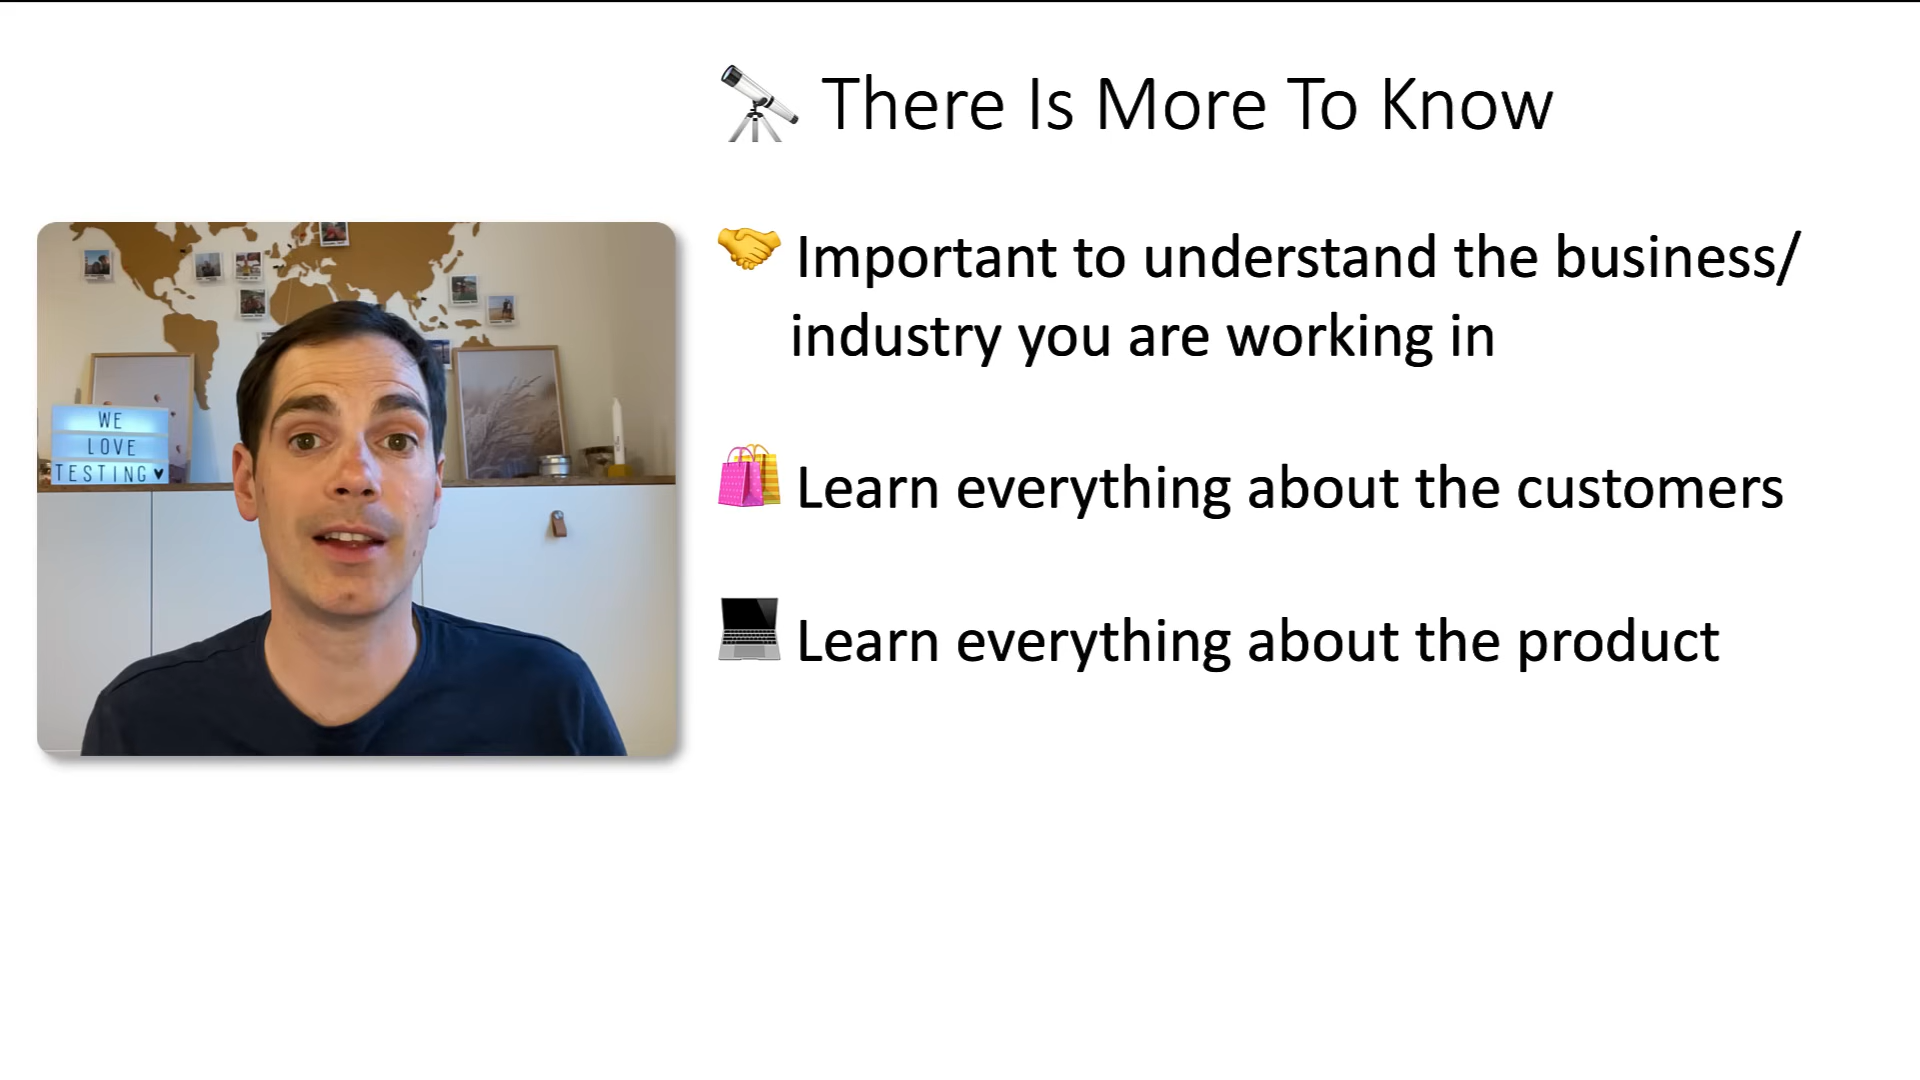 There Is More To Know
Important to understand the business/
industry you are working in
Learn everything about the customers
Learn everything about the product
WE
LOVE
TESTING♥